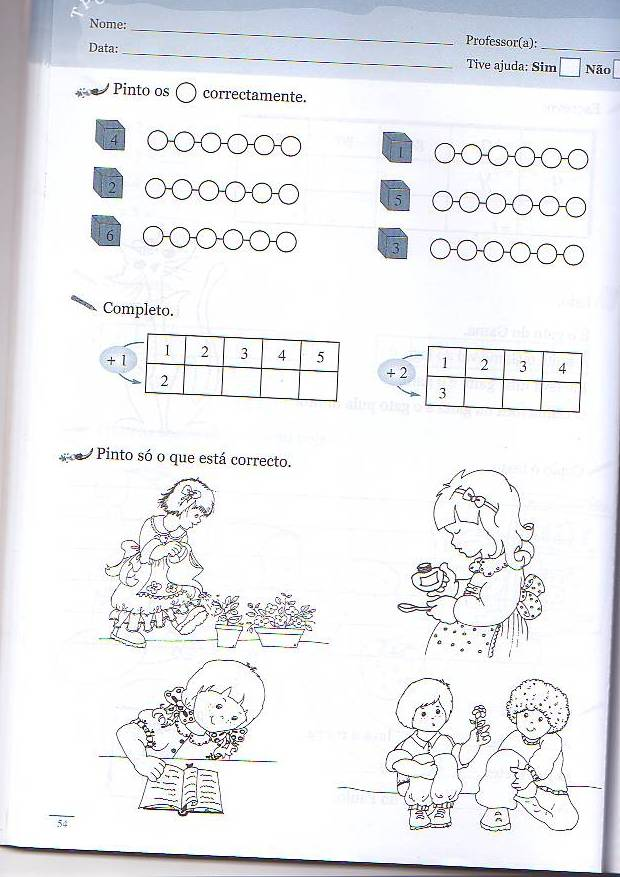 Nome:
Professor(a):
Data:
Tive ajuda: Sim Não
Pinto os correctamente.
4
1
2
5
6
3
Completo.
+ 1
1 2 3 4 5
2
+ 2
1 2 3 4
3
Pinto só o que está correcto.
54